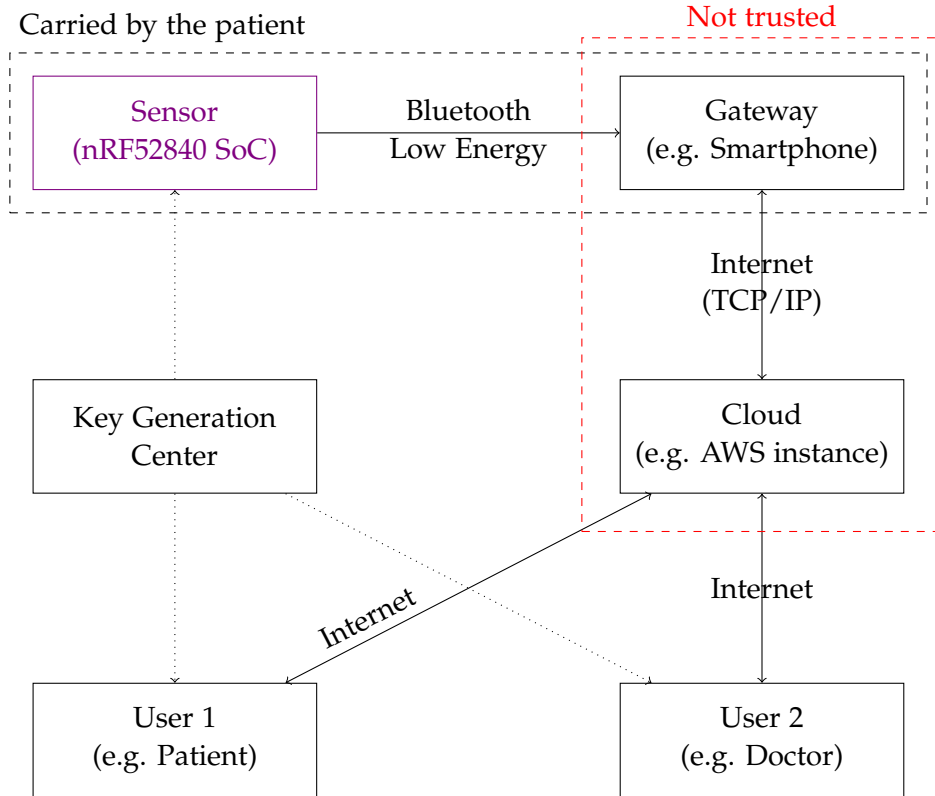 Carried by the patient
Not trusted
Sensor
(nRF52840 SoC)
Bluetooth
Low Energy
Gateway
(e.g. Smartphone)
Internet
(TCP/IP)
Key Generation
Center
Cloud
(e.g. AWS instance)
Internet
Internet
User 1
(e.g. Patient)
User 2
(e.g. Doctor)